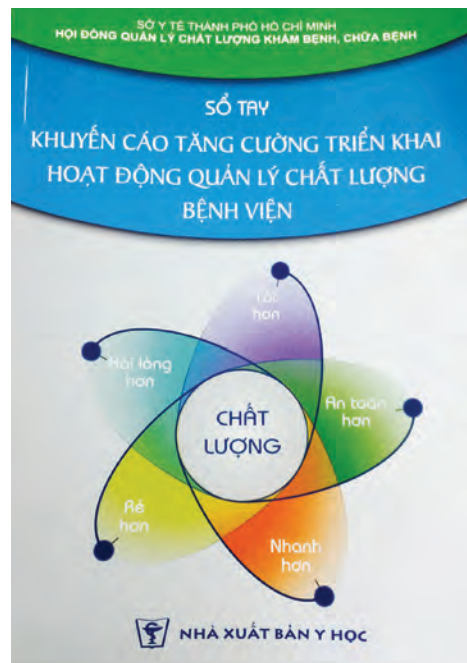 SỞ Y TẾ THÀNH PHỐ HỒ CHÍ MINH
HỘI ĐỒNG QUẢN LÝ CHẤT LƯỢNG KHÁM BỆNH, CHỮA BỆNH
SỔ TAY
KHUYẾN CÁO TĂNG CƯỜNG TRIỂN KHAI
HOẠT ĐỘNG QUẢN LÝ CHẤT LƯỢNG
BỆNH VIỆN
Tốt
hơn
Hài lòng
hơn
An toàn
hơn
CHẤT
LƯỢNG
Rẻ
hơn
Nhanh
hơn
NHÀ XUẤT BẢN Y HỌC